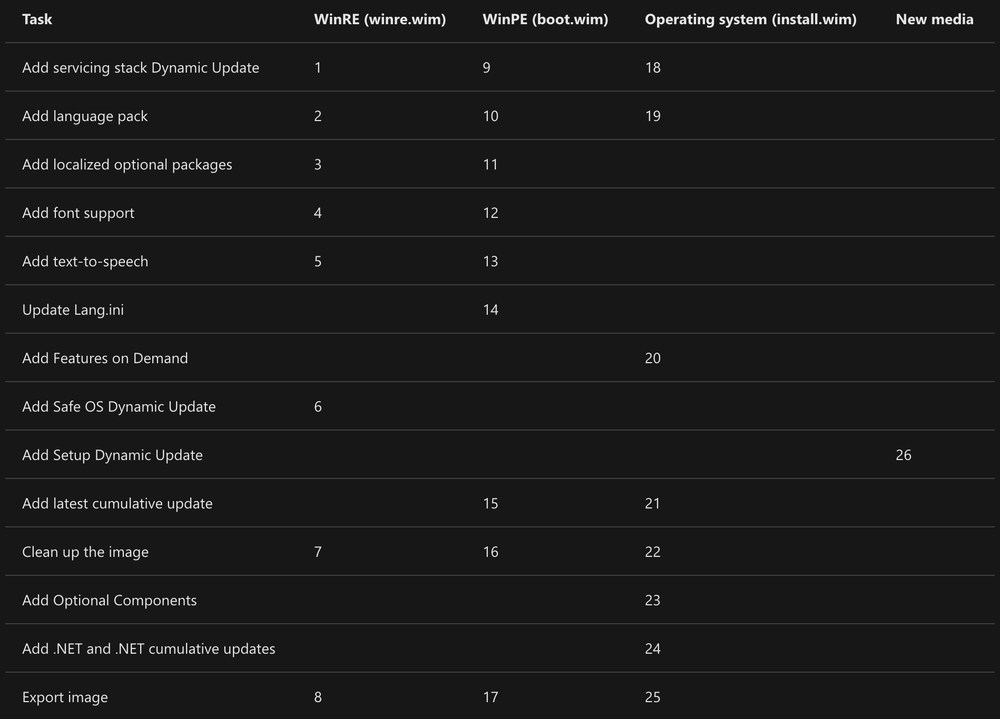 Task WinRE (winre.wim) WinPE (boot.wim) Operating system (install.wim) New media
Add servicing stack Dynamic Update 1 9 18
Add language pack 2 10 19
Add localized optional packages 3 11
Add font support 4 12
Add text-to-speech 5 13
Update Lang.ini 14
Add Features on Demand 20
Add Safe OS Dynamic Update 6
Add Setup Dynamic Update 26
Add latest cumulative update 15 21
Clean up the image 7 16 22
Add Optional Components 23
Add .NET and .NET cumulative updates 24
Export image 8 17 25